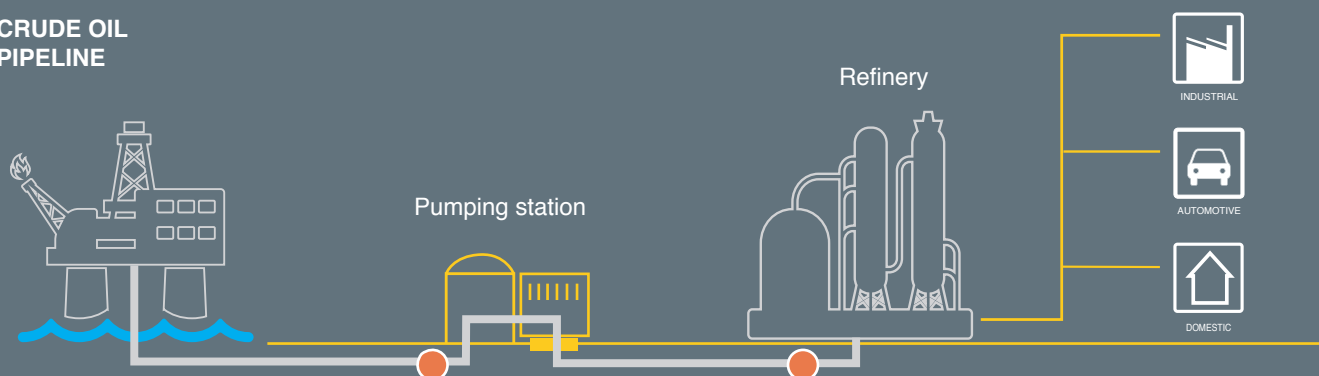 CRUDE OIL
PIPELINE
Refinery
INDUSTRIAL
AUTOMOTIVE
Pumping station
DOMESTIC